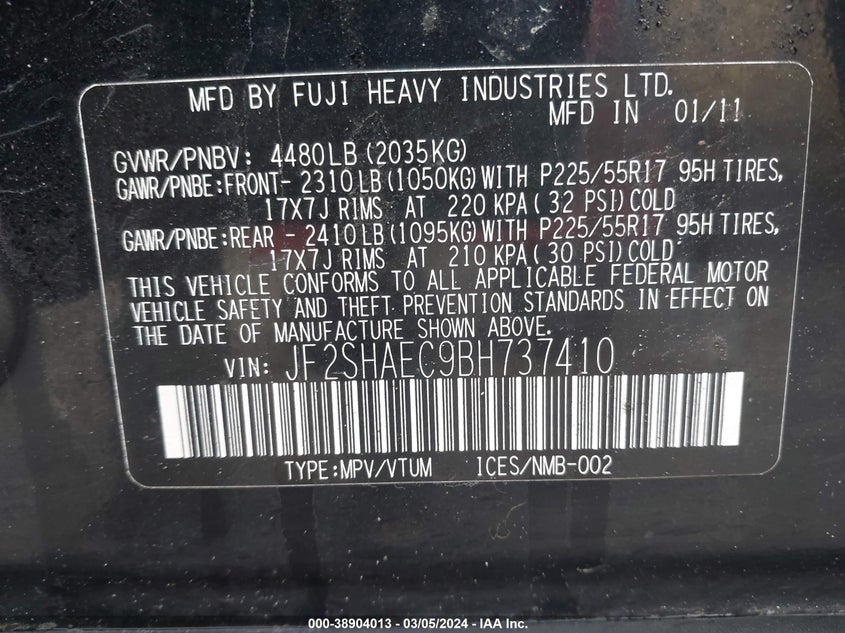 MFD BY FUJI HEAVY INDUSTRIES LTD.
MFD IN 01/11
GVWR/PNBV: 4480LB(2035KG)
GAWR/PNBE:FRONT- 2310LB(1050KG)WITH P225/55R17 95H TIRES,
17X7J RIMS AT 220 KPA( 32 PSI)COLD
GAWR/PNBE:REAR - 2410LB(1095KG)WITH P225/55R17 95H TIRES,
17X7J RIMS AT 210 KPA( 30 PSI)COLD
THIS VEHICLE CONFORMS TO ALL APPLICABLE FEDERAL MOTOR
VEHICLE SAFETY AND THEFT PREVENTION STANDARDS IN EFFECT ON
THE DATE OF MANUFACTURE SHOWN ABOVE.
VIN: JF2SHAEC9BH737410
TYPE:MPV/VTUM ICES/NMB-002
000-38904013 - 03/05/2024 - IAA Inc.